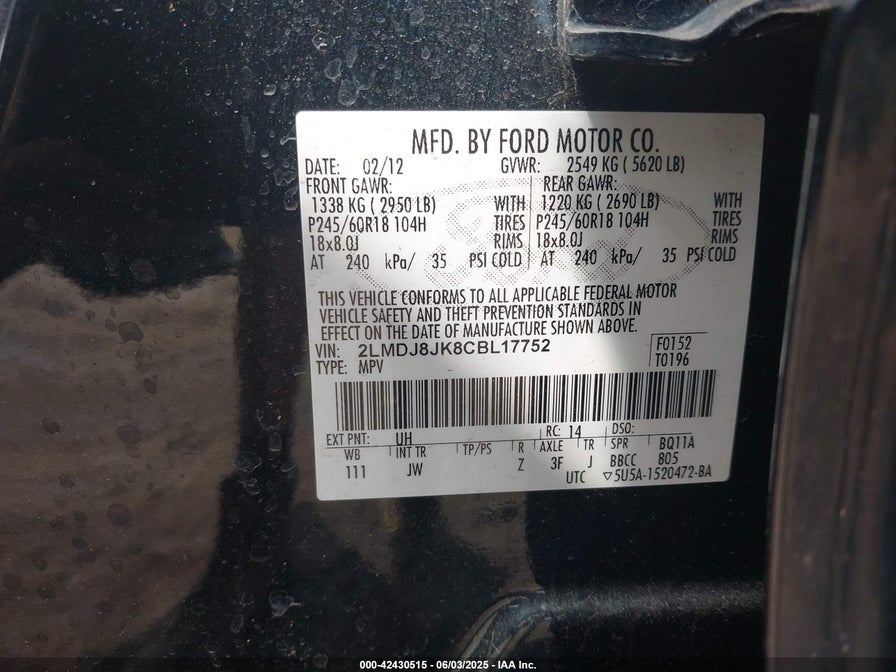 MFD. BY FORD MOTOR CO.
DATE: 02/12 GVWR: 2549 KG ( 5620 LB)
FRONT GAWR: REAR GAWR:
1338 KG ( 2950 LB) WITH 1220 KG ( 2690 LB) WITH
P245/60R18 104H TIRES P245/60R18 104H TIRES
18x8.0J RIMS 18x8.0J RIMS
AT 240 kPa/ 35 PSI COLD AT 240 kPa/ 35 PSI COLD
THIS VEHICLE CONFORMS TO ALL APPLICABLE FEDERAL MOTOR
VEHICLE SAFETY AND THEFT PREVENTION STANDARDS IN
EFFECT ON THE DATE OF MANUFACTURE SHOWN ABOVE.
VIN: 2LMDJ8JK8CBL17752 F0152
TYPE: MPV T0196
EXT PNT: UH RC: 14 DSO:
WB INT TR TP/PS R AXLE TR SPR BQ11A
111 JW Z 3F J BBCC 805
UTC ▽5U5A-1520472-BA
000-42430515 - 06/03/2025 - IAA Inc.